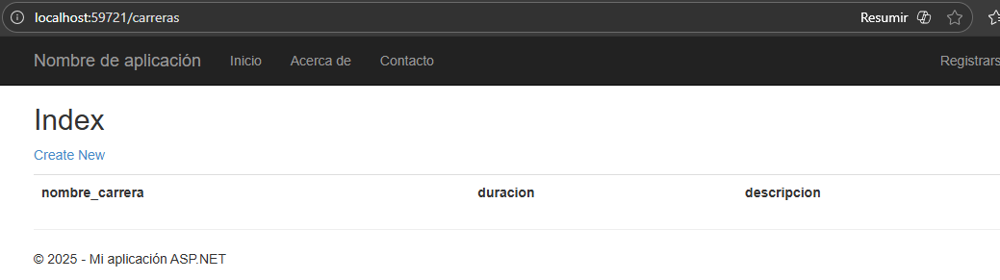 localhost:59721/carreras Resumir
Nombre de aplicación Inicio Acerca de Contacto
Index
Create New
nombre_carrera duracion descripcion
© 2025 - Mi aplicación ASP.NET